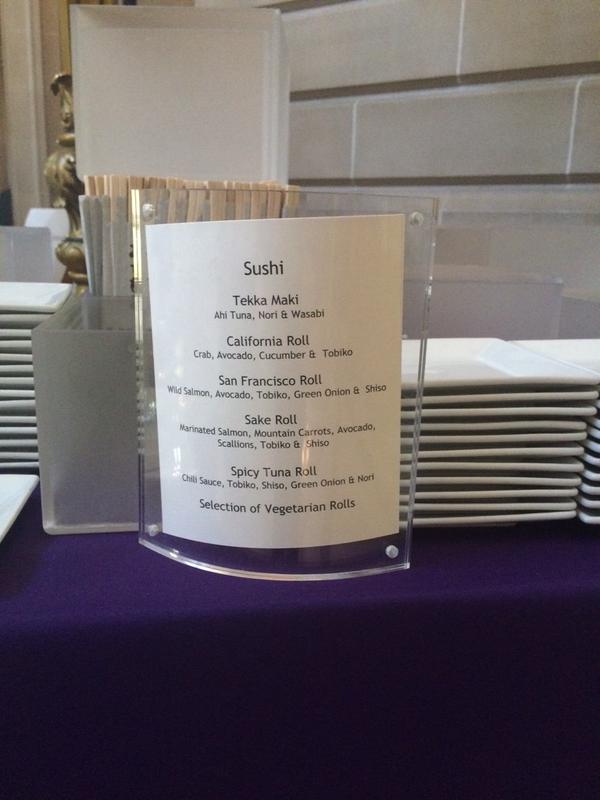 Sushi
Tekka Maki
Ahi Tuna, Nori & Wasabi
California Roll
Crab, Avocado, Cucumber & Tobiko
San Francisco Roll
Wild Salmon, Avocado, Tobiko, Green Onion & Shiso
Sake Roll
Marinated Salmon, Mountain Carrots, Avocado,
Scallions, Tobiko & Shiso
Spicy Tuna Roll
Chili Sauce, Tobiko, Shiso, Green Onion & Nori
Selection of Vegetarian Rolls